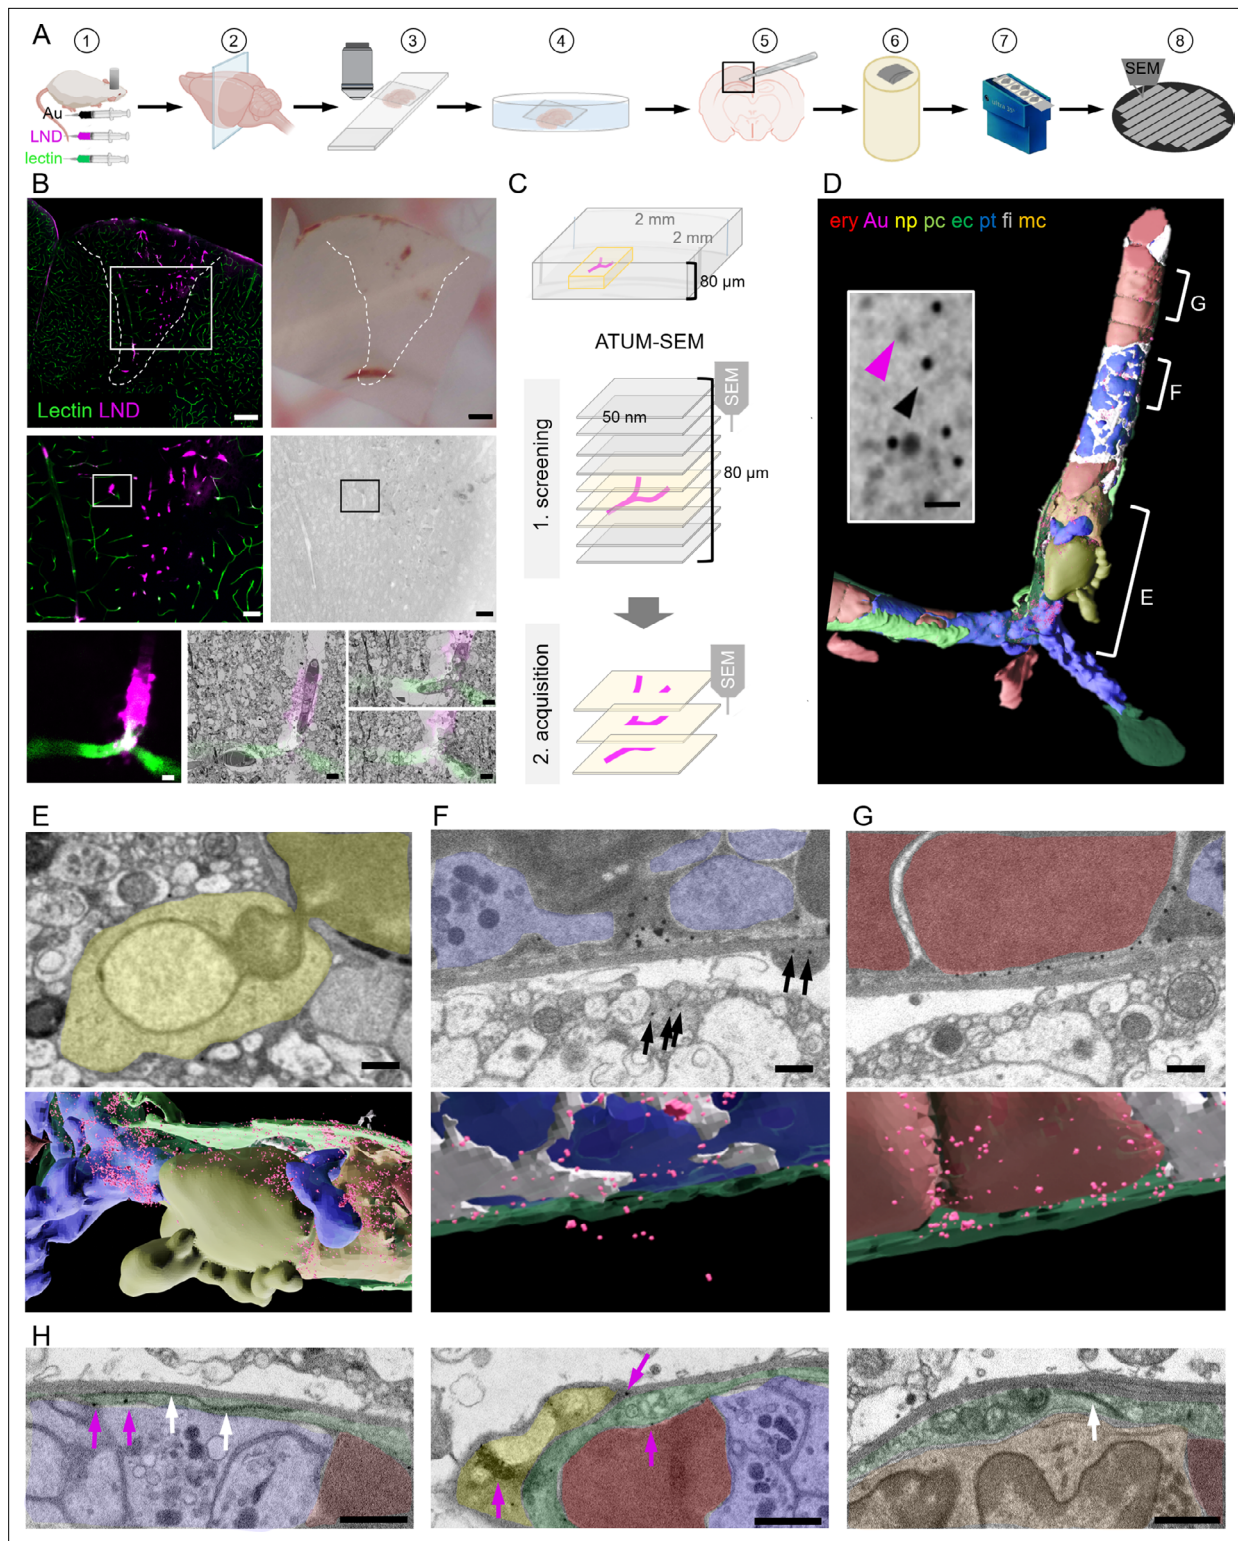 A
1 2 3 4 5 6 7 8
Au
LND
lectin
SEM
B
Lectin LND
C
2 mm
2 mm
80 µm
ATUM-SEM
1. screening
50 nm
SEM
80 µm
2. acquisition
SEM
D
ery Au np pc ec pt fi mc
G
F
E
E
F
G
H